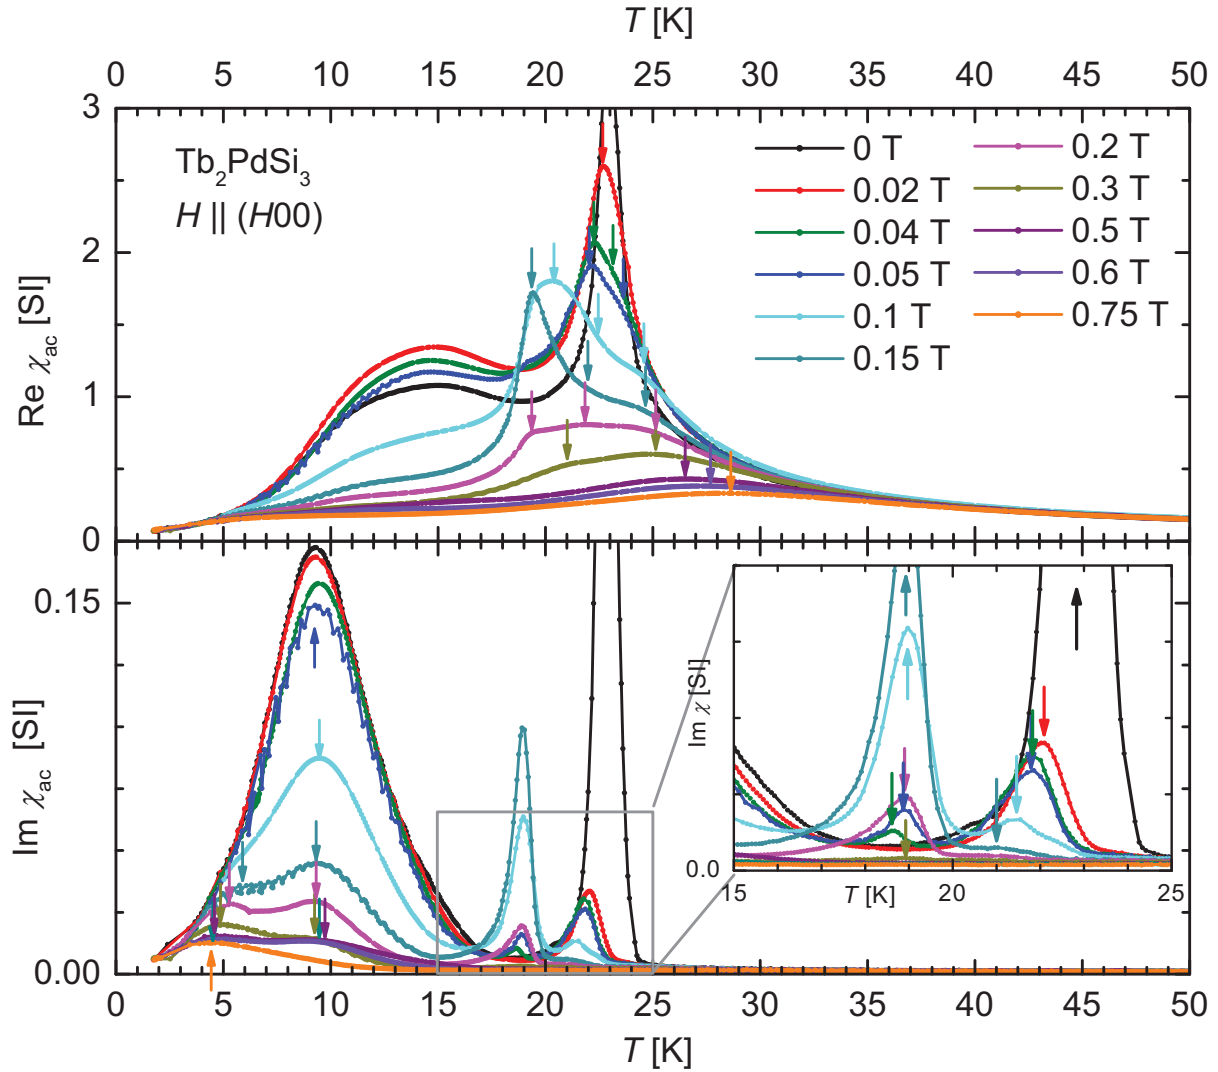 T [K]
0 5 10 15 20 25 30 35 40 45 50
3
2
1
0
Re χac [SI]
Tb2PdSi3
H || (H00)
0 T
0.02 T
0.04 T
0.05 T
0.1 T
0.15 T
0.2 T
0.3 T
0.5 T
0.6 T
0.75 T
0.15
0.00
Im χac [SI]
Im χ [SI]
0.0
15 20 25
T [K]
0 5 10 15 20 25 30 35 40 45 50
T [K]